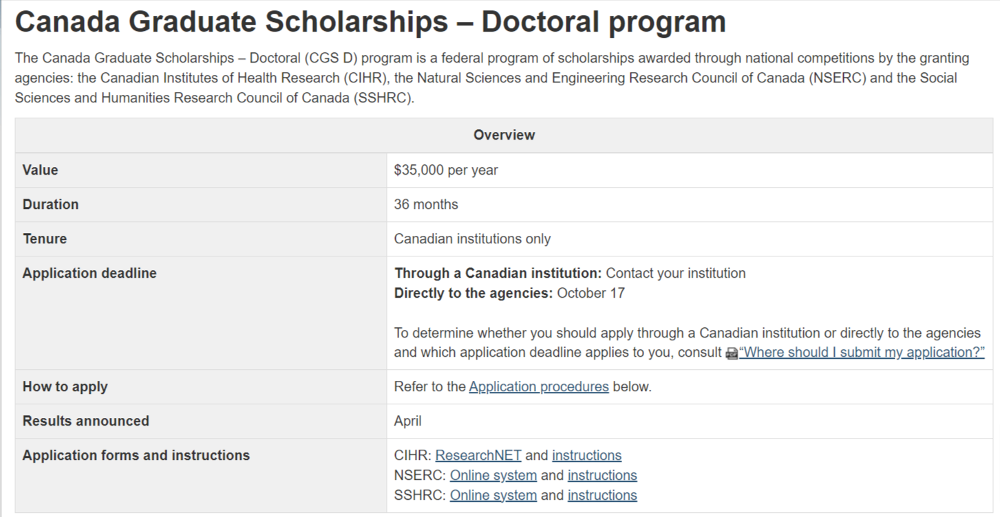 Canada Graduate Scholarships – Doctoral program
The Canada Graduate Scholarships – Doctoral (CGS D) program is a federal program of scholarships awarded through national competitions by the granting
agencies: the Canadian Institutes of Health Research (CIHR), the Natural Sciences and Engineering Research Council of Canada (NSERC) and the Social
Sciences and Humanities Research Council of Canada (SSHRC).
Overview
Value
$35,000 per year
Duration
36 months
Tenure
Canadian institutions only
Application deadline
Through a Canadian institution: Contact your institution
Directly to the agencies: October 17
To determine whether you should apply through a Canadian institution or directly to the agencies
and which application deadline applies to you, consult “Where should I submit my application?”
How to apply
Refer to the Application procedures below.
Results announced
April
Application forms and instructions
CIHR: ResearchNET and instructions
NSERC: Online system and instructions
SSHRC: Online system and instructions